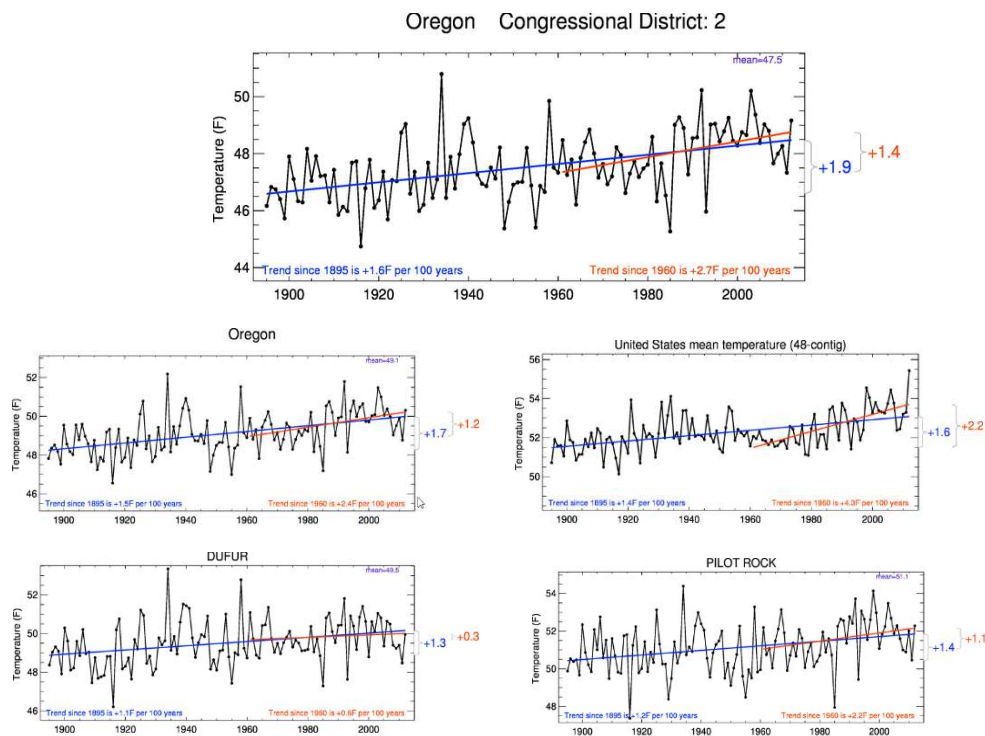 Oregon Congressional District: 2
mean=47.5
Temperature (F)
50
48
46
44
+1.9
+1.4
Trend since 1895 is +1.6F per 100 years
Trend since 1960 is +2.7F per 100 years
1900 1920 1940 1960 1980 2000
Oregon
mean=49.1
Temperature (F)
52
50
48
46
+1.7
+1.2
Trend since 1895 is +1.5F per 100 years
Trend since 1960 is +2.4F per 100 years
1900 1920 1940 1960 1980 2000
United States mean temperature (48-contig)
Temperature (F)
56
54
52
50
+1.6
+2.2
Trend since 1895 is +1.4F per 100 years
Trend since 1960 is +4.3F per 100 years
1900 1920 1940 1960 1980 2000
DUFUR
mean=49.5
Temperature (F)
52
50
48
46
+1.3
+0.3
Trend since 1895 is +1.1F per 100 years
Trend since 1960 is +0.6F per 100 years
1900 1920 1940 1960 1980 2000
PILOT ROCK
mean=51.1
Temperature (F)
54
52
50
48
+1.4
+1.1
Trend since 1895 is +1.2F per 100 years
Trend since 1960 is +2.2F per 100 years
1900 1920 1940 1960 1980 2000